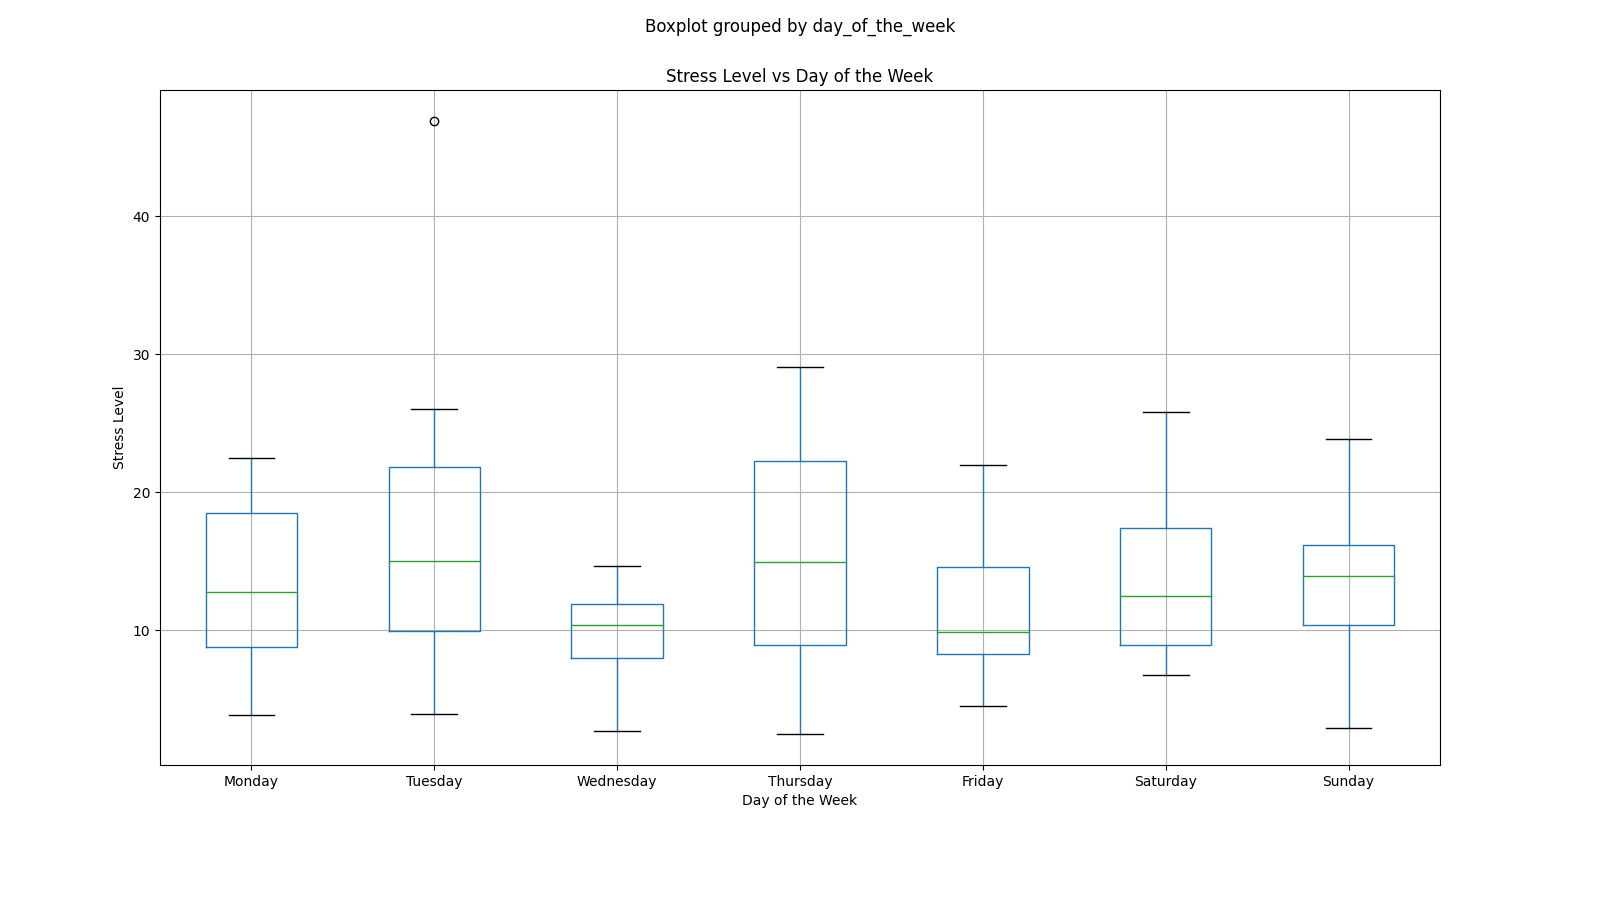 Boxplot grouped by day_of_the_week
Stress Level vs Day of the Week
Stress Level
40
30
20
10
Monday Tuesday Wednesday Thursday Friday Saturday Sunday
Day of the Week